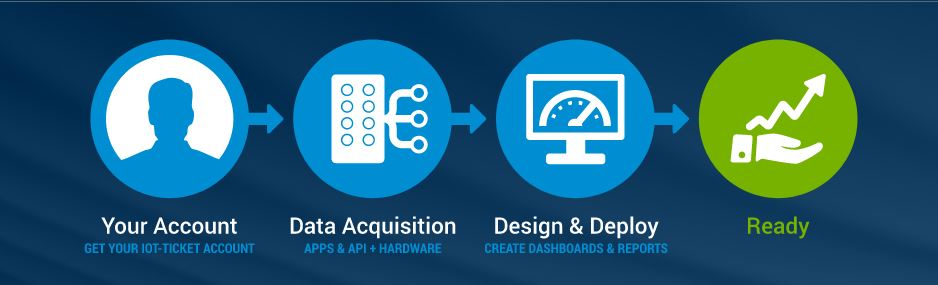 Your Account
GET YOUR IOT-TICKET ACCOUNT
Data Acquisition
APPS & API + HARDWARE
Design & Deploy
CREATE DASHBOARDS & REPORTS
Ready